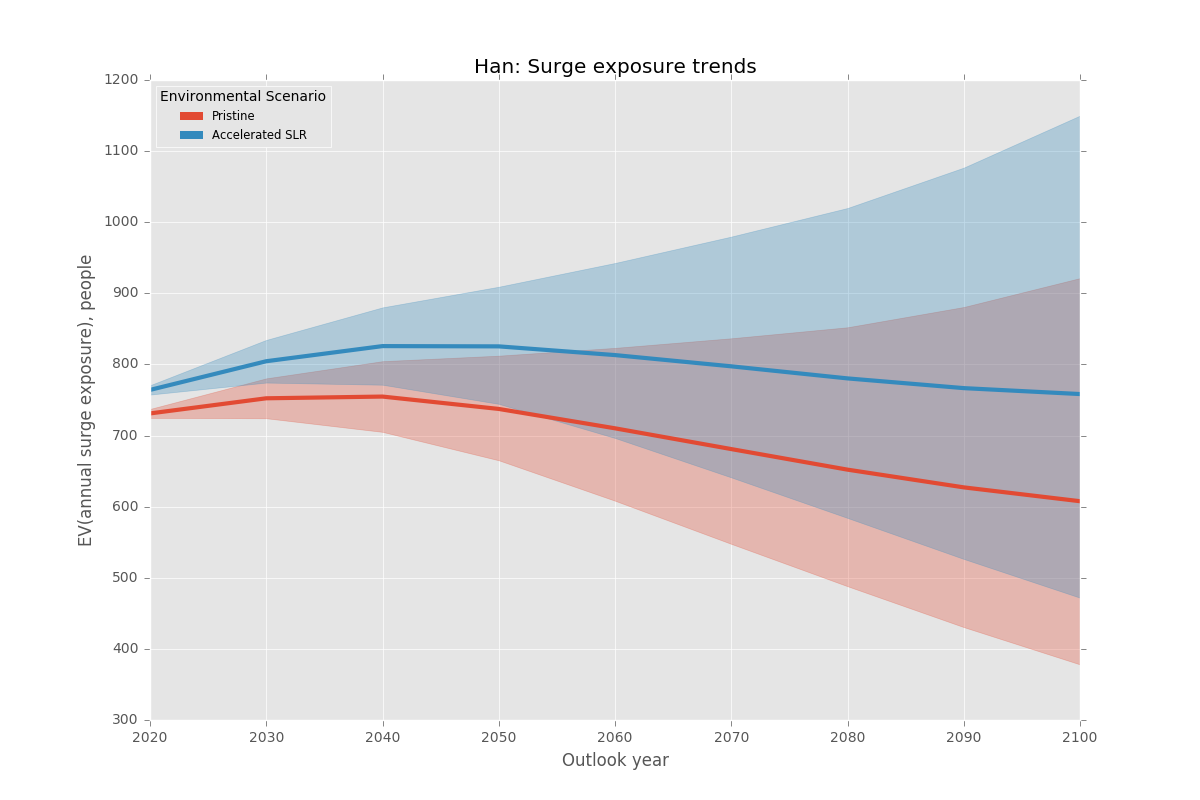 Han: Surge exposure trends
Environmental Scenario
Pristine
Accelerated SLR
1200
1100
1000
900
800
700
600
500
400
300
EV(annual surge exposure), people
2020 2030 2040 2050 2060 2070 2080 2090 2100
Outlook year